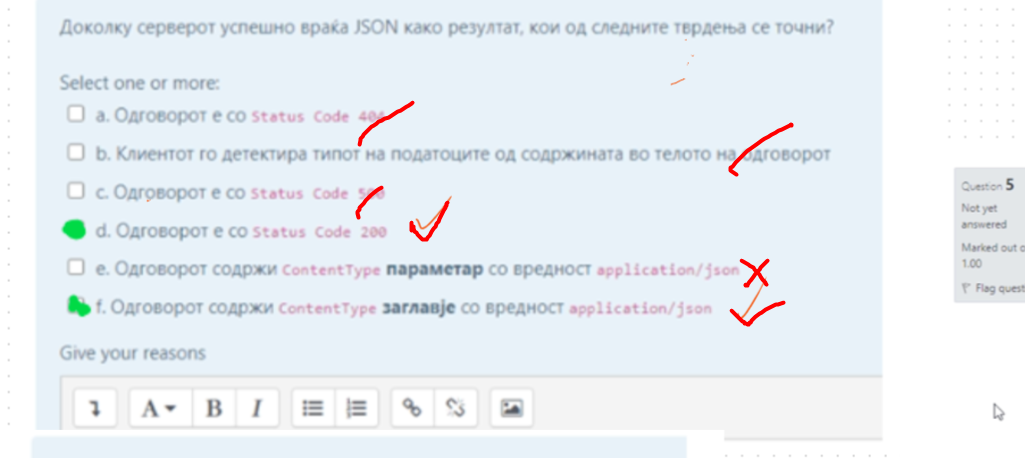 Доколку серверот успешно враќа JSON како резултат, кои од следните тврдења се точни?
Select one or more:
a. Одговорот е со Status Code 404
b. Клиентот го детектира типот на податоците од содржината во телото на одговорот
c. Одговорот е со Status Code 500
d. Одговорот е со Status Code 200
e. Одговорот содржи ContentType параметар со вредност application/json
f. Одговорот содржи ContentType заглавје со вредност application/json
Give your reasons
A B I
Question 5
Not yet
answered
Marked out o
1.00
Flag quest